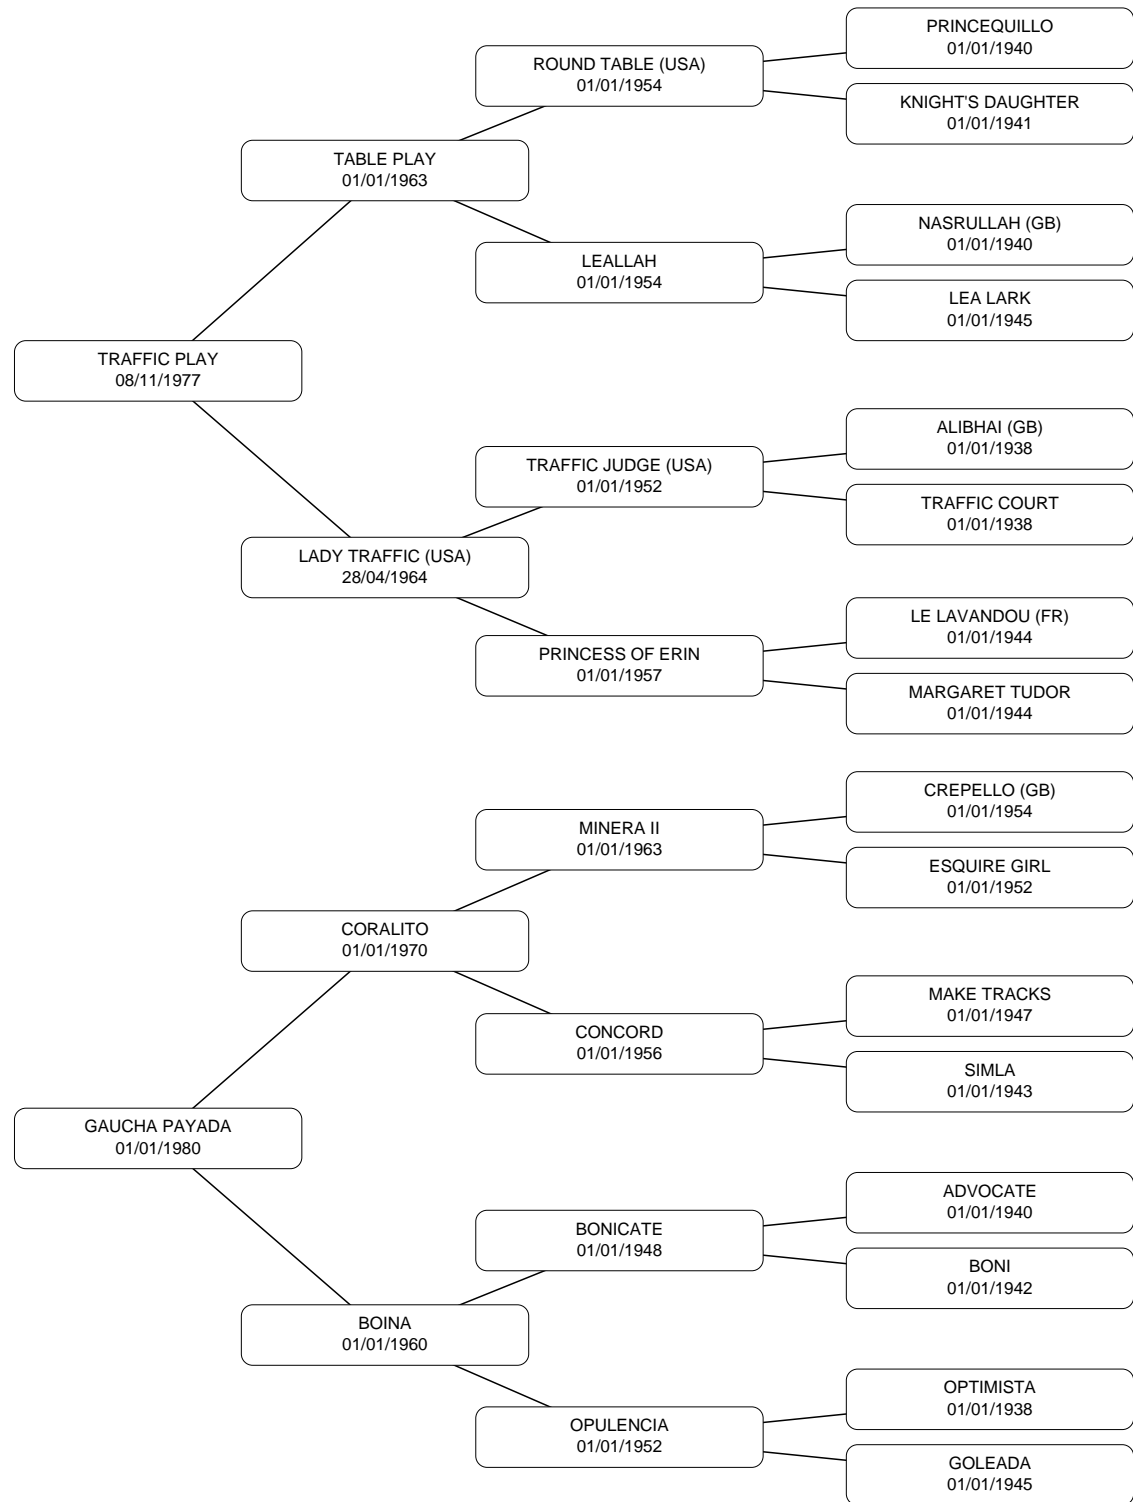 PRINCEQUILLO
01/01/1940
ROUND TABLE (USA)
01/01/1954
KNIGHT'S DAUGHTER
01/01/1941
TABLE PLAY
01/01/1963
NASRULLAH (GB)
01/01/1940
LEALLAH
01/01/1954
LEA LARK
01/01/1945
TRAFFIC PLAY
08/11/1977
ALIBHAI (GB)
01/01/1938
TRAFFIC JUDGE (USA)
01/01/1952
TRAFFIC COURT
01/01/1938
LADY TRAFFIC (USA)
28/04/1964
LE LAVANDOU (FR)
01/01/1944
PRINCESS OF ERIN
01/01/1957
MARGARET TUDOR
01/01/1944
CREPELLO (GB)
01/01/1954
MINERA II
01/01/1963
ESQUIRE GIRL
01/01/1952
CORALITO
01/01/1970
MAKE TRACKS
01/01/1947
CONCORD
01/01/1956
SIMLA
01/01/1943
GAUCHA PAYADA
01/01/1980
ADVOCATE
01/01/1940
BONICATE
01/01/1948
BONI
01/01/1942
BOINA
01/01/1960
OPTIMISTA
01/01/1938
OPULENCIA
01/01/1952
GOLEADA
01/01/1945